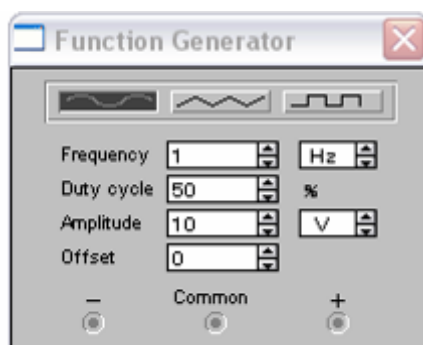 Function Generator
Frequency 1 Hz
Duty cycle 50 %
Amplitude 10 V
Offset 0
− Common +